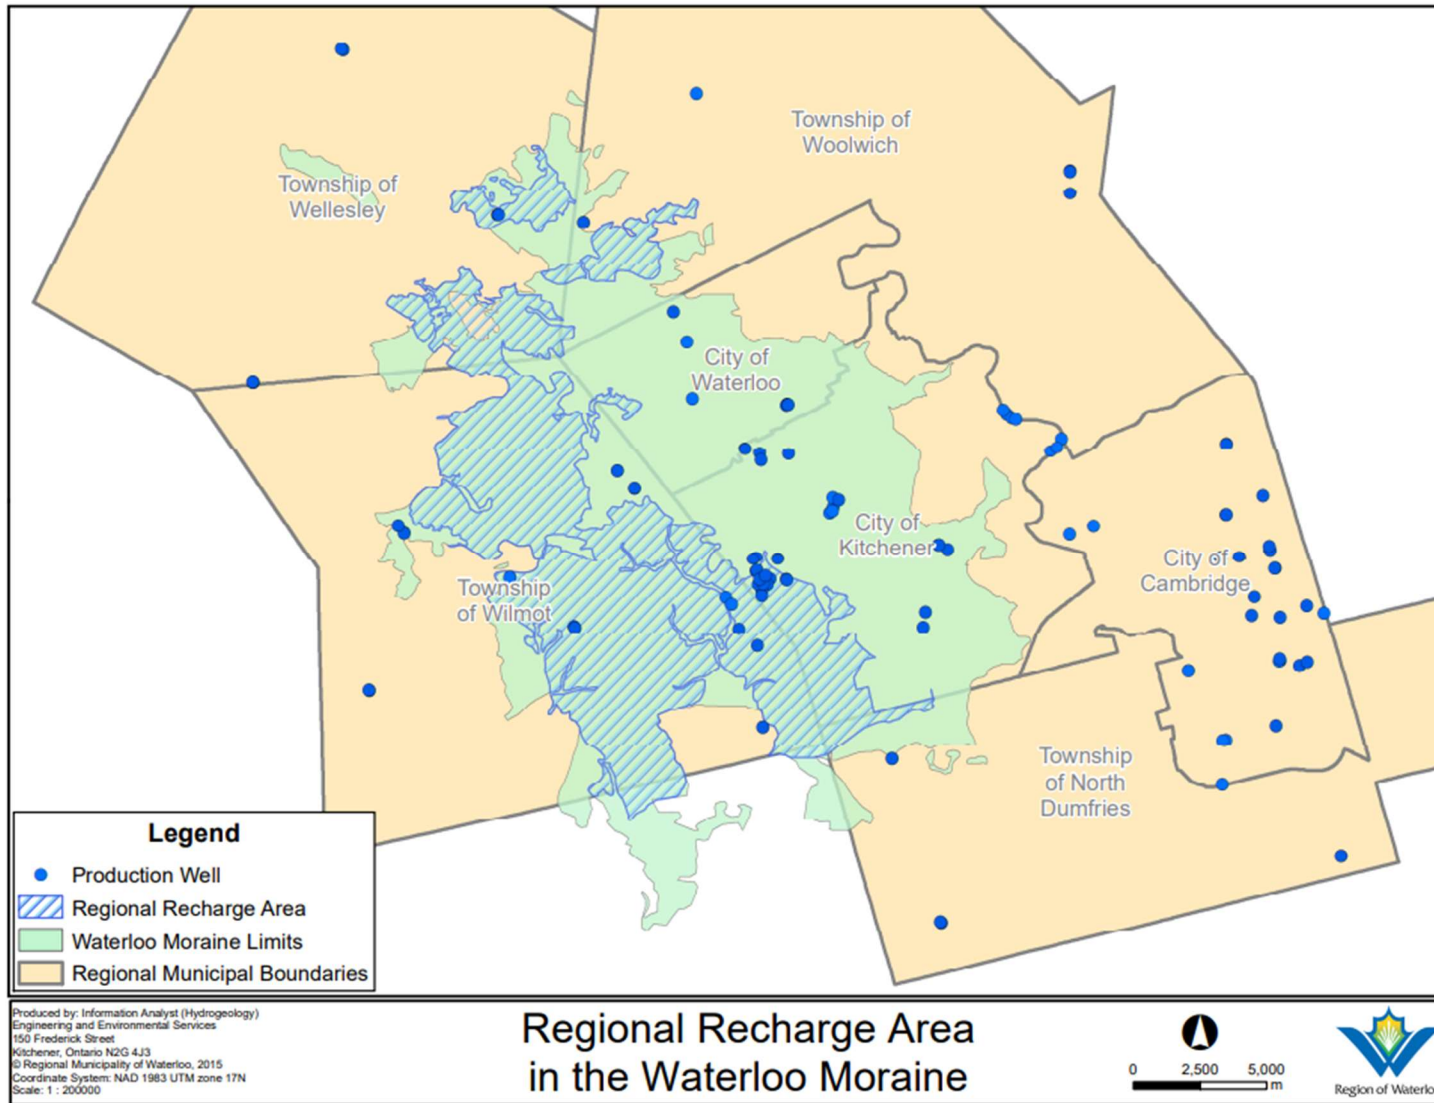 Township of
Woolwich
Township of
Wellesley
City of
Waterloo
City of
Kitchener
City of
Cambridge
Township
of Wilmot
Township
of North
Dumfries
Legend
Production Well
Regional Recharge Area
Waterloo Moraine Limits
Regional Municipal Boundaries
Produced by: Information Analyst (Hydrogeology)
Engineering and Environmental Services
150 Frederick Street
Kitchener, Ontario N2G 4J3
© Regional Municipality of Waterloo, 2015
Coordinate System: NAD 1983 UTM zone 17N
Scale: 1 : 200000
Regional Recharge Area
in the Waterloo Moraine
0 2,500 5,000
m
Region of Waterlo